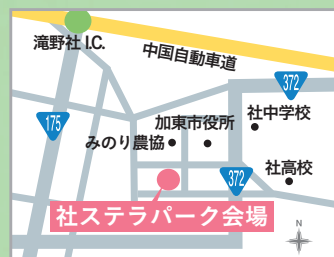 滝野社 I.C.
中国自動車道
372
175
社中学校
加東市役所
みのり農協
社高校
372
社ステラパーク会場
N